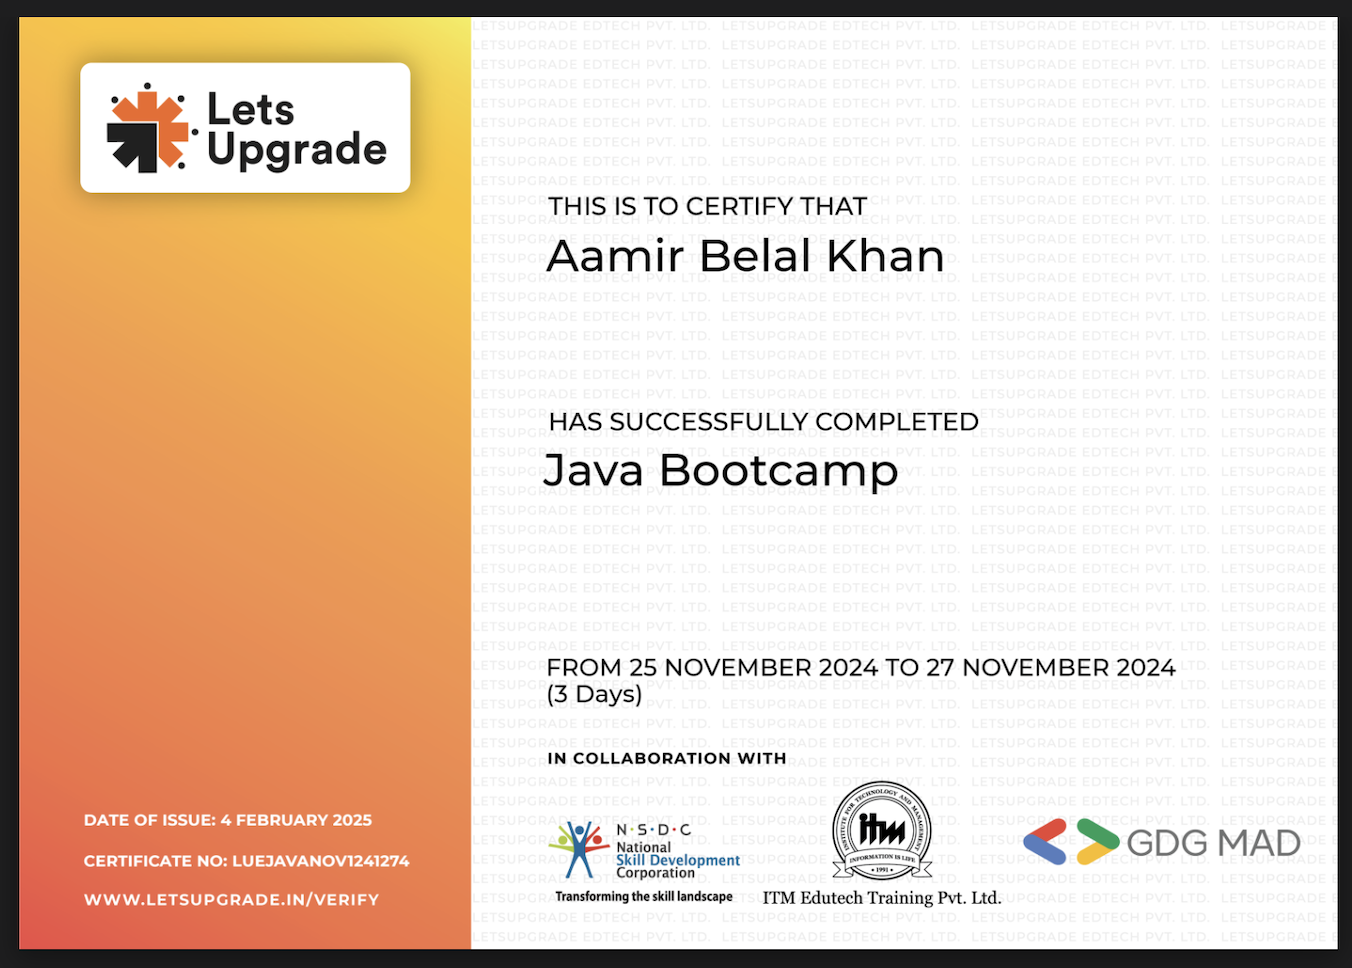 Lets
Upgrade
THIS IS TO CERTIFY THAT
Aamir Belal Khan
HAS SUCCESSFULLY COMPLETED
Java Bootcamp
FROM 25 NOVEMBER 2024 TO 27 NOVEMBER 2024
(3 Days)
IN COLLABORATION WITH
N·S·D·C
National
Skill Development
Corporation
Transforming the skill landscape
INSTITUTE FOR TECHNOLOGY AND MANAGEMENT
itm
INFORMATION IS LIFE
• 1991 •
ITM Edutech Training Pvt. Ltd.
GDG MAD
DATE OF ISSUE: 4 FEBRUARY 2025
CERTIFICATE NO: LUEJAVANOV1241274
WWW.LETSUPGRADE.IN/VERIFY
LETSUPGRADE EDTECH PVT. LTD.